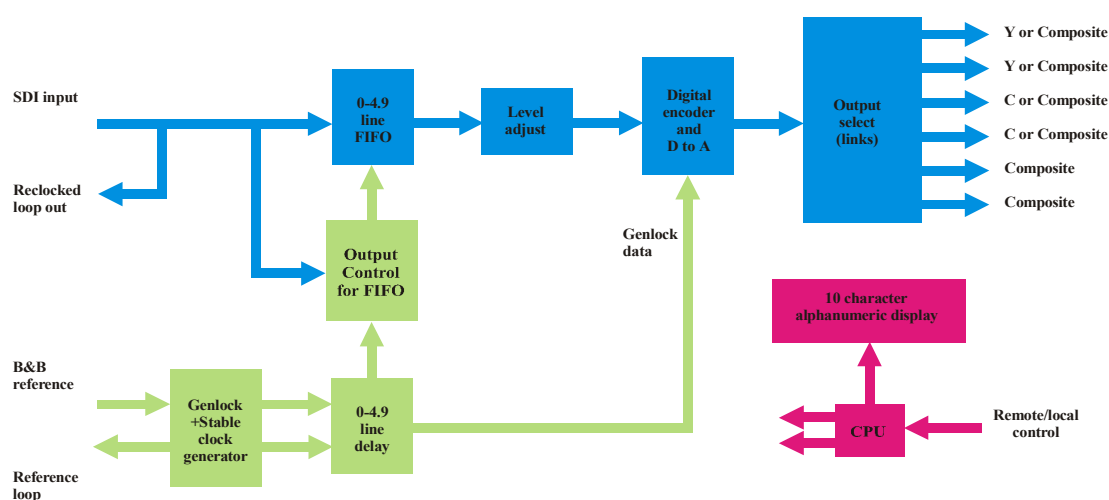 SDI input
Reclocked
loop out
0-4.9
line
FIFO
Level
adjust
Digital
encoder
and
D to A
Output
select
(links)
Y or Composite
Y or Composite
C or Composite
C or Composite
Composite
Composite
Output
Control
for FIFO
Genlock
data
B&B
reference
Reference
loop
Genlock
+Stable
clock
generator
0-4.9
line
delay
10 character
alphanumeric display
CPU
Remote/local
control